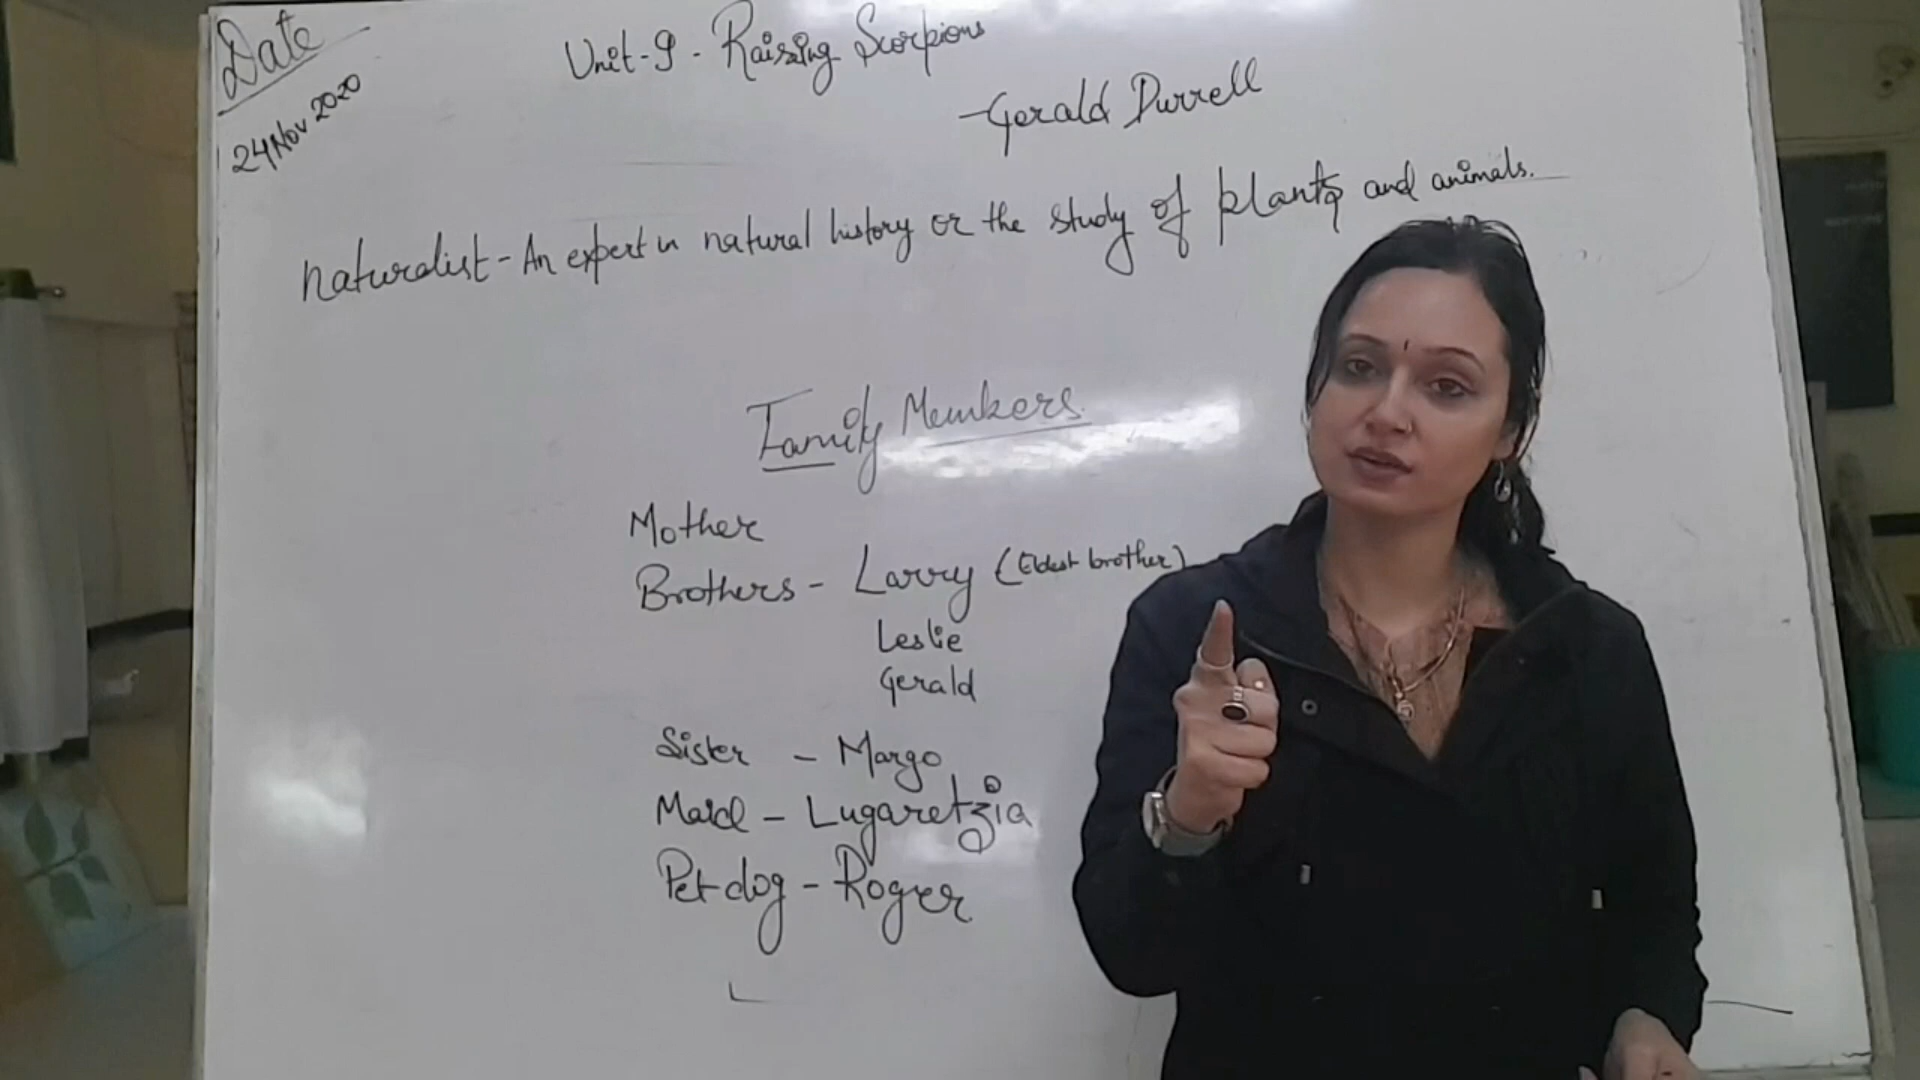 Date
24 Nov 2020
Unit-9 - Raising Scorpions
- Gerald Durrell
Naturalist - An expert in natural history or the study of plants and animals.
Family Members
Mother
Brothers - Larry (Eldest brother)
Leslie
Gerald
Sister - Margo
Maid - Lugaretzia
Pet dog - Roger